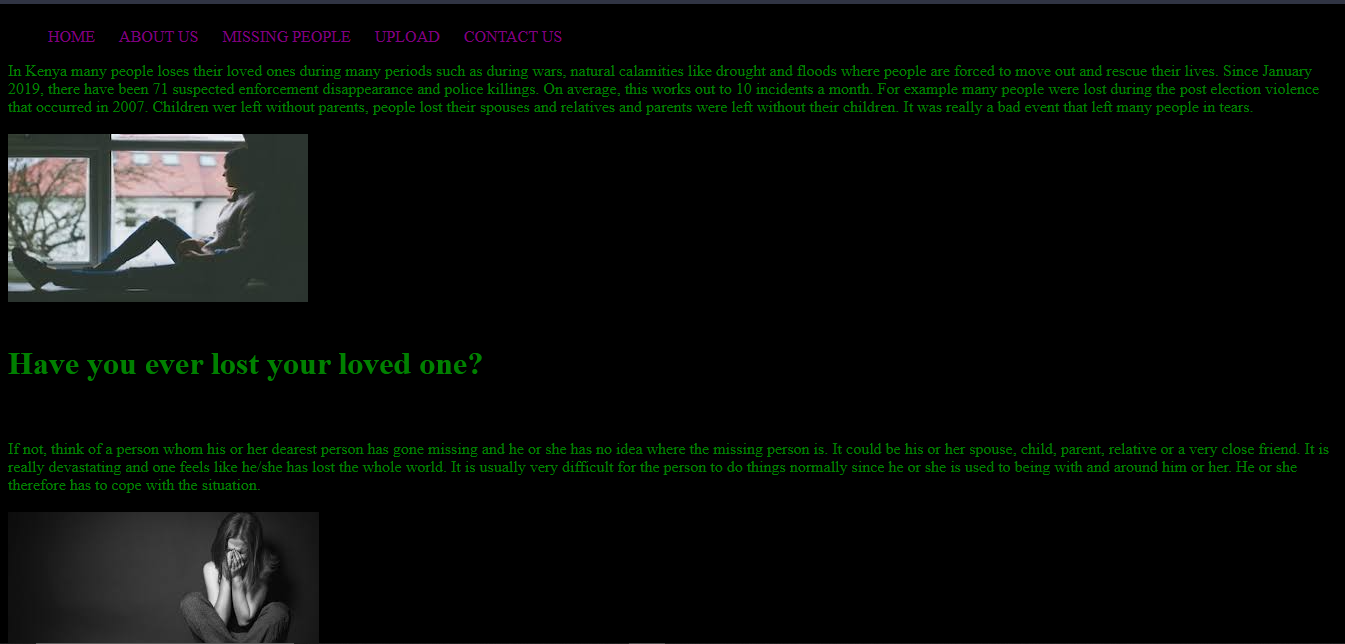 HOME ABOUT US MISSING PEOPLE UPLOAD CONTACT US
In Kenya many people loses their loved ones during many periods such as during wars, natural calamities like drought and floods where people are forced to move out and rescue their lives. Since January
2019, there have been 71 suspected enforcement disappearance and police killings. On average, this works out to 10 incidents a month. For example many people were lost during the post election violence
that occurred in 2007. Children wer left without parents, people lost their spouses and relatives and parents were left without their children. It was really a bad event that left many people in tears.
Have you ever lost your loved one?
If not, think of a person whom his or her dearest person has gone missing and he or she has no idea where the missing person is. It could be his or her spouse, child, parent, relative or a very close friend. It is
really devastating and one feels like he/she has lost the whole world. It is usually very difficult for the person to do things normally since he or she is used to being with and around him or her. He or she
therefore has to cope with the situation.